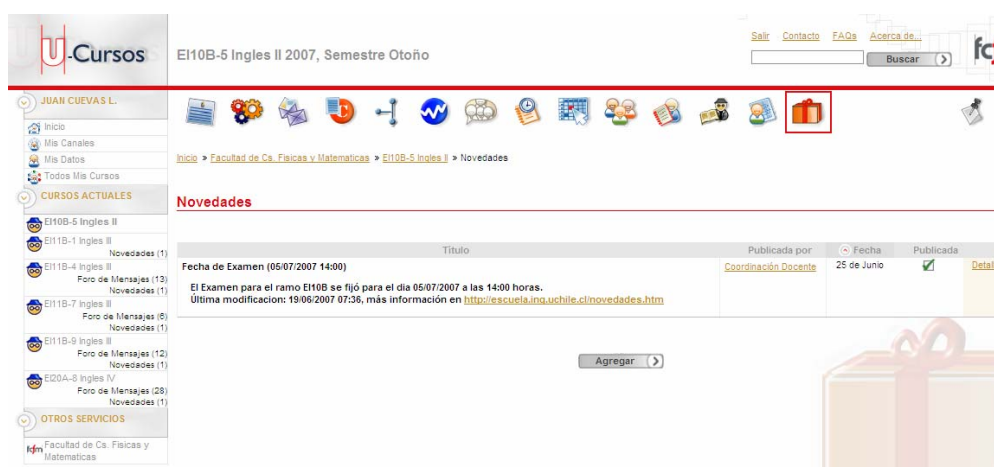 U-Cursos
EI10B-5 Ingles II 2007, Semestre Otoño
Salir Contacto FAQs Acerca de...
Buscar
JUAN CUEVAS L.
Inicio
Mis Canales
Mis Datos
Todos Mis Cursos
CURSOS ACTUALES
EI10B-5 Ingles II
EI11B-1 Ingles III
Novedades (1)
EI11B-4 Ingles III
Foro de Mensajes (13)
Novedades (1)
EI11B-7 Ingles III
Foro de Mensajes (6)
Novedades (1)
EI11B-9 Ingles III
Foro de Mensajes (12)
Novedades (1)
EI20A-8 Ingles IV
Foro de Mensajes (28)
Novedades (1)
OTROS SERVICIOS
fcfm Facultad de Cs. Fisicas y
Matematicas
Inicio » Facultad de Cs. Fisicas y Matematicas » EI10B-5 Ingles II » Novedades
Novedades
Titulo Publicada por Fecha Publicada
Fecha de Examen (05/07/2007 14:00) Coordinación Docente 25 de Junio Detal
El Examen para el ramo EI10B se fijó para el dia 05/07/2007 a las 14:00 horas.
Última modificacion: 19/06/2007 07:36, más información en http://escuela.ing.uchile.cl/novedades.htm
Agregar